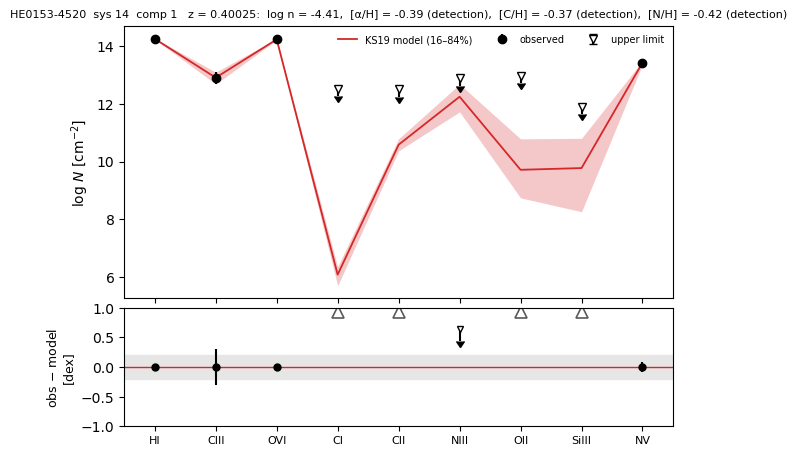 HE0153-4520  sys 14  comp 1   z = 0.40025:  log n = -4.41,  [α/H] = -0.39 (detection),  [C/H] = -0.37 (detection),  [N/H] = -0.42 (detection)
KS19 model (16–84%)
observed
upper limit
log N [cm⁻²]
14
12
10
8
6
obs − model
[dex]
1.0
0.5
0.0
−0.5
−1.0
HI
CIII
OVI
CI
CII
NIII
OII
SiIII
NV